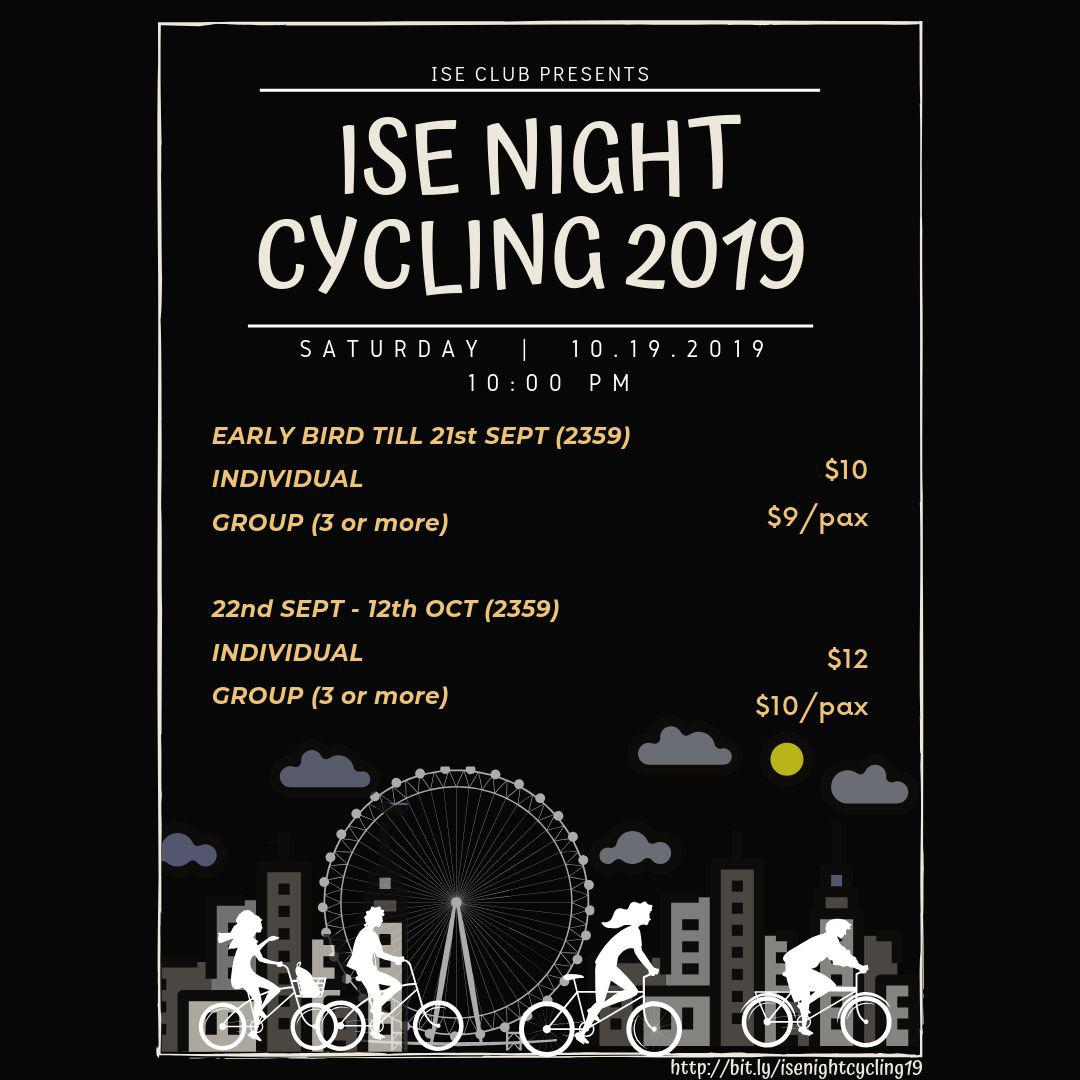 ISE CLUB PRESENTS
ISE NIGHT
CYCLING 2019
SATURDAY | 10.19.2019
10:00 PM
EARLY BIRD TILL 21st SEPT (2359)
INDIVIDUAL $10
GROUP (3 or more) $9/pax
22nd SEPT - 12th OCT (2359)
INDIVIDUAL $12
GROUP (3 or more) $10/pax
http://bit.ly/isenightcycling19